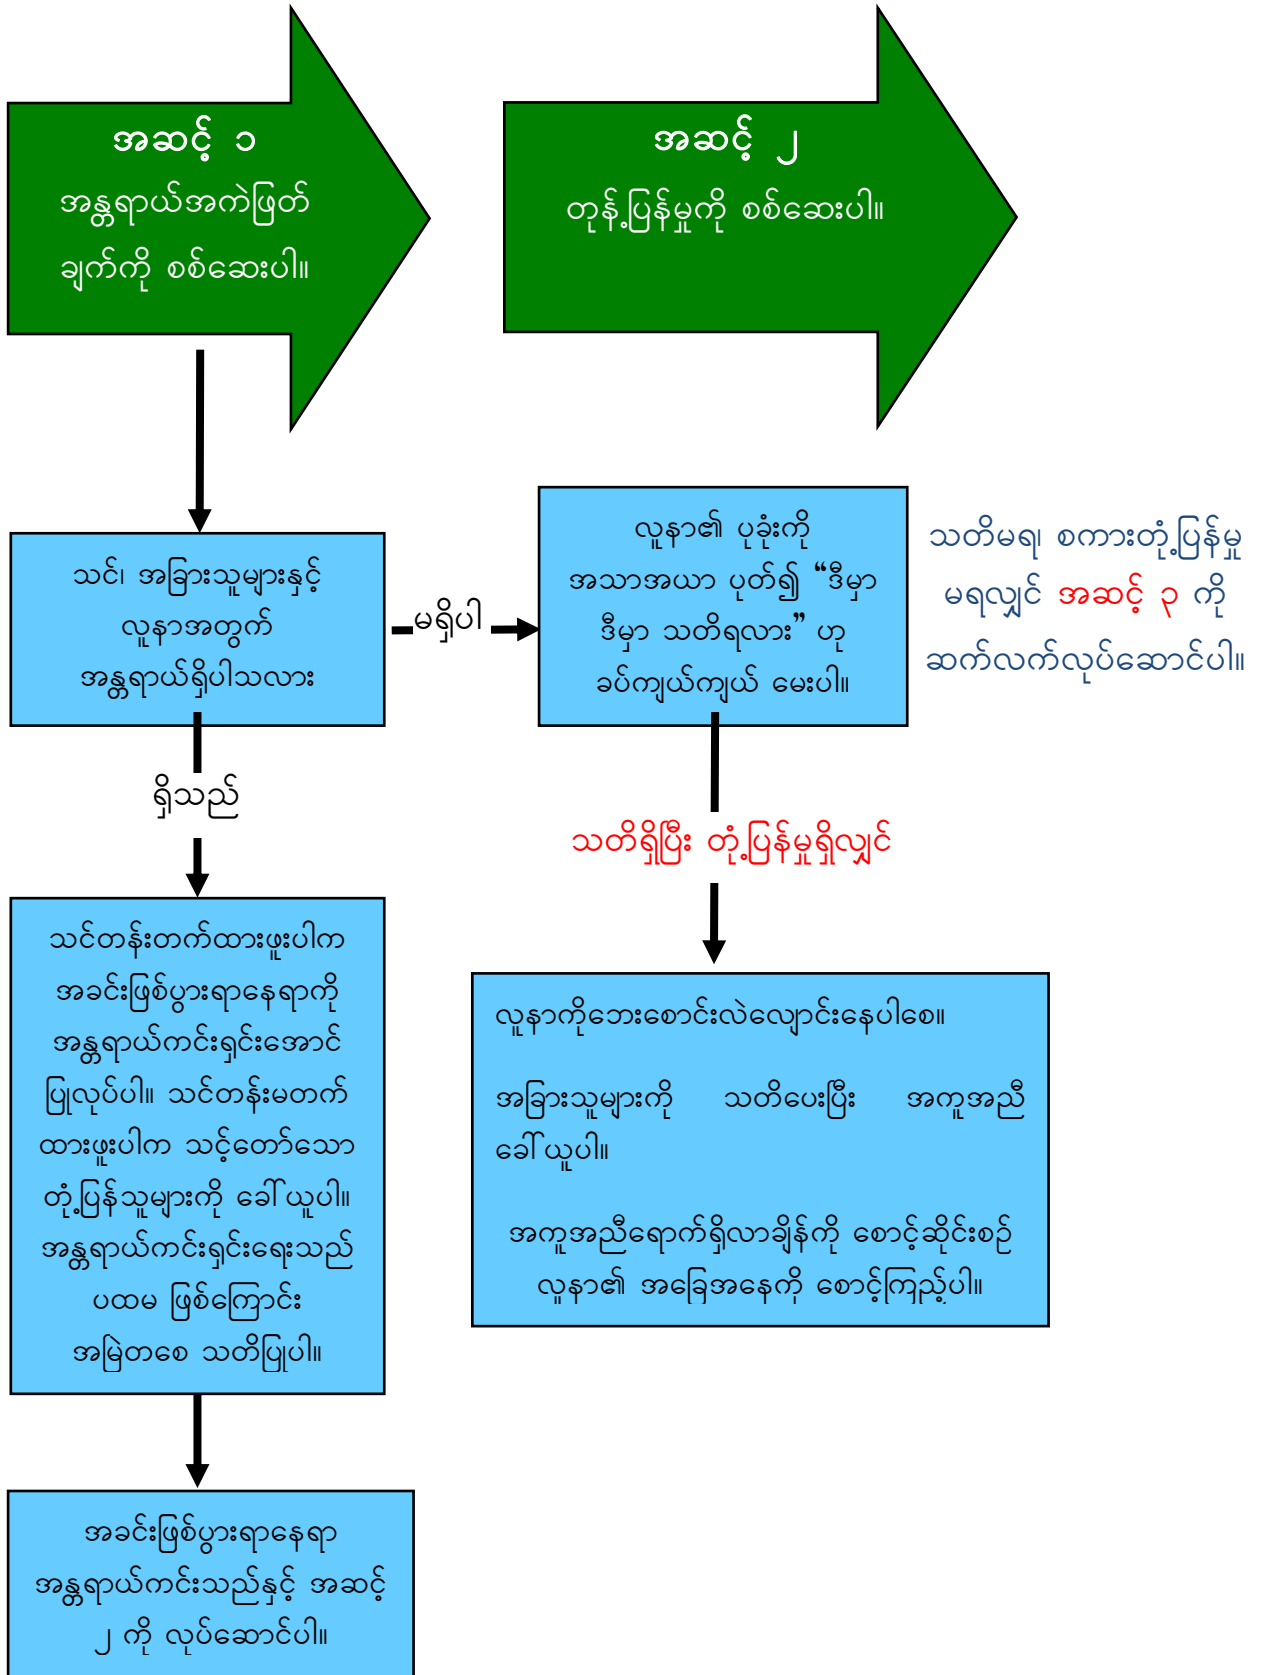 အဆင့် ၁
အန္တရာယ်အကဲဖြတ်
ချက်ကို စစ်ဆေးပါ။
အဆင့် ၂
တုန့်ပြန်မှုကို စစ်ဆေးပါ။
သင်၊ အခြားသူများနှင့်
လူနာအတွက်
အန္တရာယ်ရှိပါသလား
မရှိပါ
လူနာ၏ ပုခုံးကို
အသာအယာ ပုတ်၍ “ဒီမှာ
ဒီမှာ သတိရလား” ဟု
ခပ်ကျယ်ကျယ် မေးပါ။
သတိမရ၊ စကားတုံ့ပြန်မှု
မရလျှင် အဆင့် ၃ ကို
ဆက်လက်လုပ်ဆောင်ပါ။
ရှိသည်
သတိရှိပြီး တုံ့ပြန်မှုရှိလျှင်
သင်တန်းတက်ထားဖူးပါက
အခင်းဖြစ်ပွားရာနေရာကို
အန္တရာယ်ကင်းရှင်းအောင်
ပြုလုပ်ပါ။ သင်တန်းမတက်
ထားဖူးပါက သင့်တော်သော
တုံ့ပြန်သူများကို ခေါ်ယူပါ။
အန္တရာယ်ကင်းရှင်းရေးသည်
ပထမ ဖြစ်ကြောင်း
အမြဲတစေ သတိပြုပါ။
လူနာကိုဘေးစောင်းလဲလျောင်းနေပါစေ။
အခြားသူများကို သတိပေးပြီး အကူအညီ
ခေါ်ယူပါ။
အကူအညီရောက်ရှိလာချိန်ကို စောင့်ဆိုင်းစဉ်
လူနာ၏ အခြေအနေကို စောင့်ကြည့်ပါ။
အခင်းဖြစ်ပွားရာနေရာ
အန္တရာယ်ကင်းသည်နှင့် အဆင့်
၂ ကို လုပ်ဆောင်ပါ။